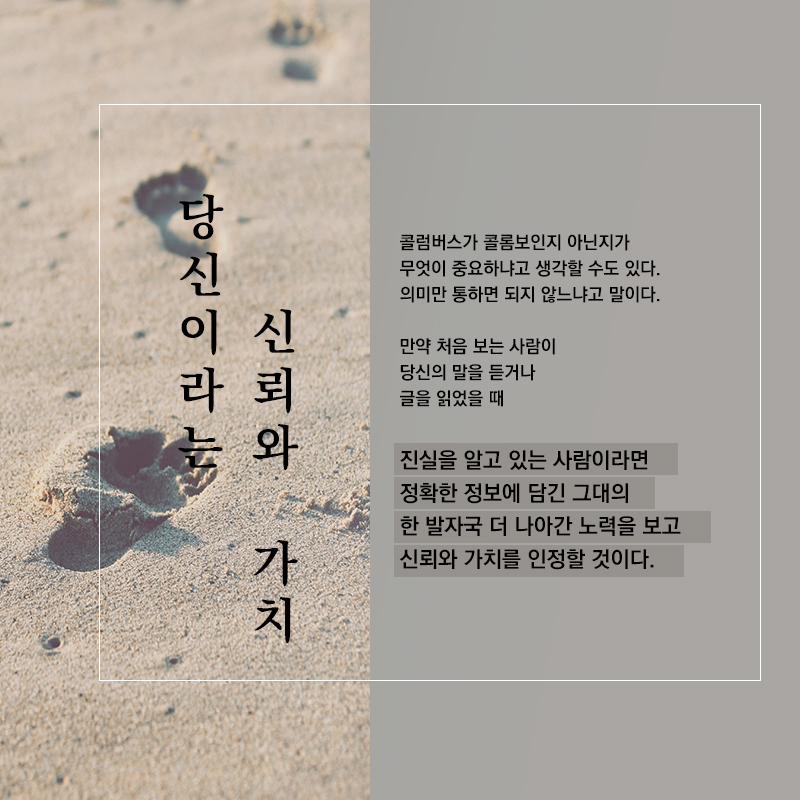 당신이라는
신뢰와 가치
콜럼버스가 콜롬보인지 아닌지가
무엇이 중요하냐고 생각할 수도 있다.
의미만 통하면 되지 않느냐고 말이다.
만약 처음 보는 사람이
당신의 말을 듣거나
글을 읽었을 때
진실을 알고 있는 사람이라면
정확한 정보에 담긴 그대의
한 발자국 더 나아간 노력을 보고
신뢰와 가치를 인정할 것이다.